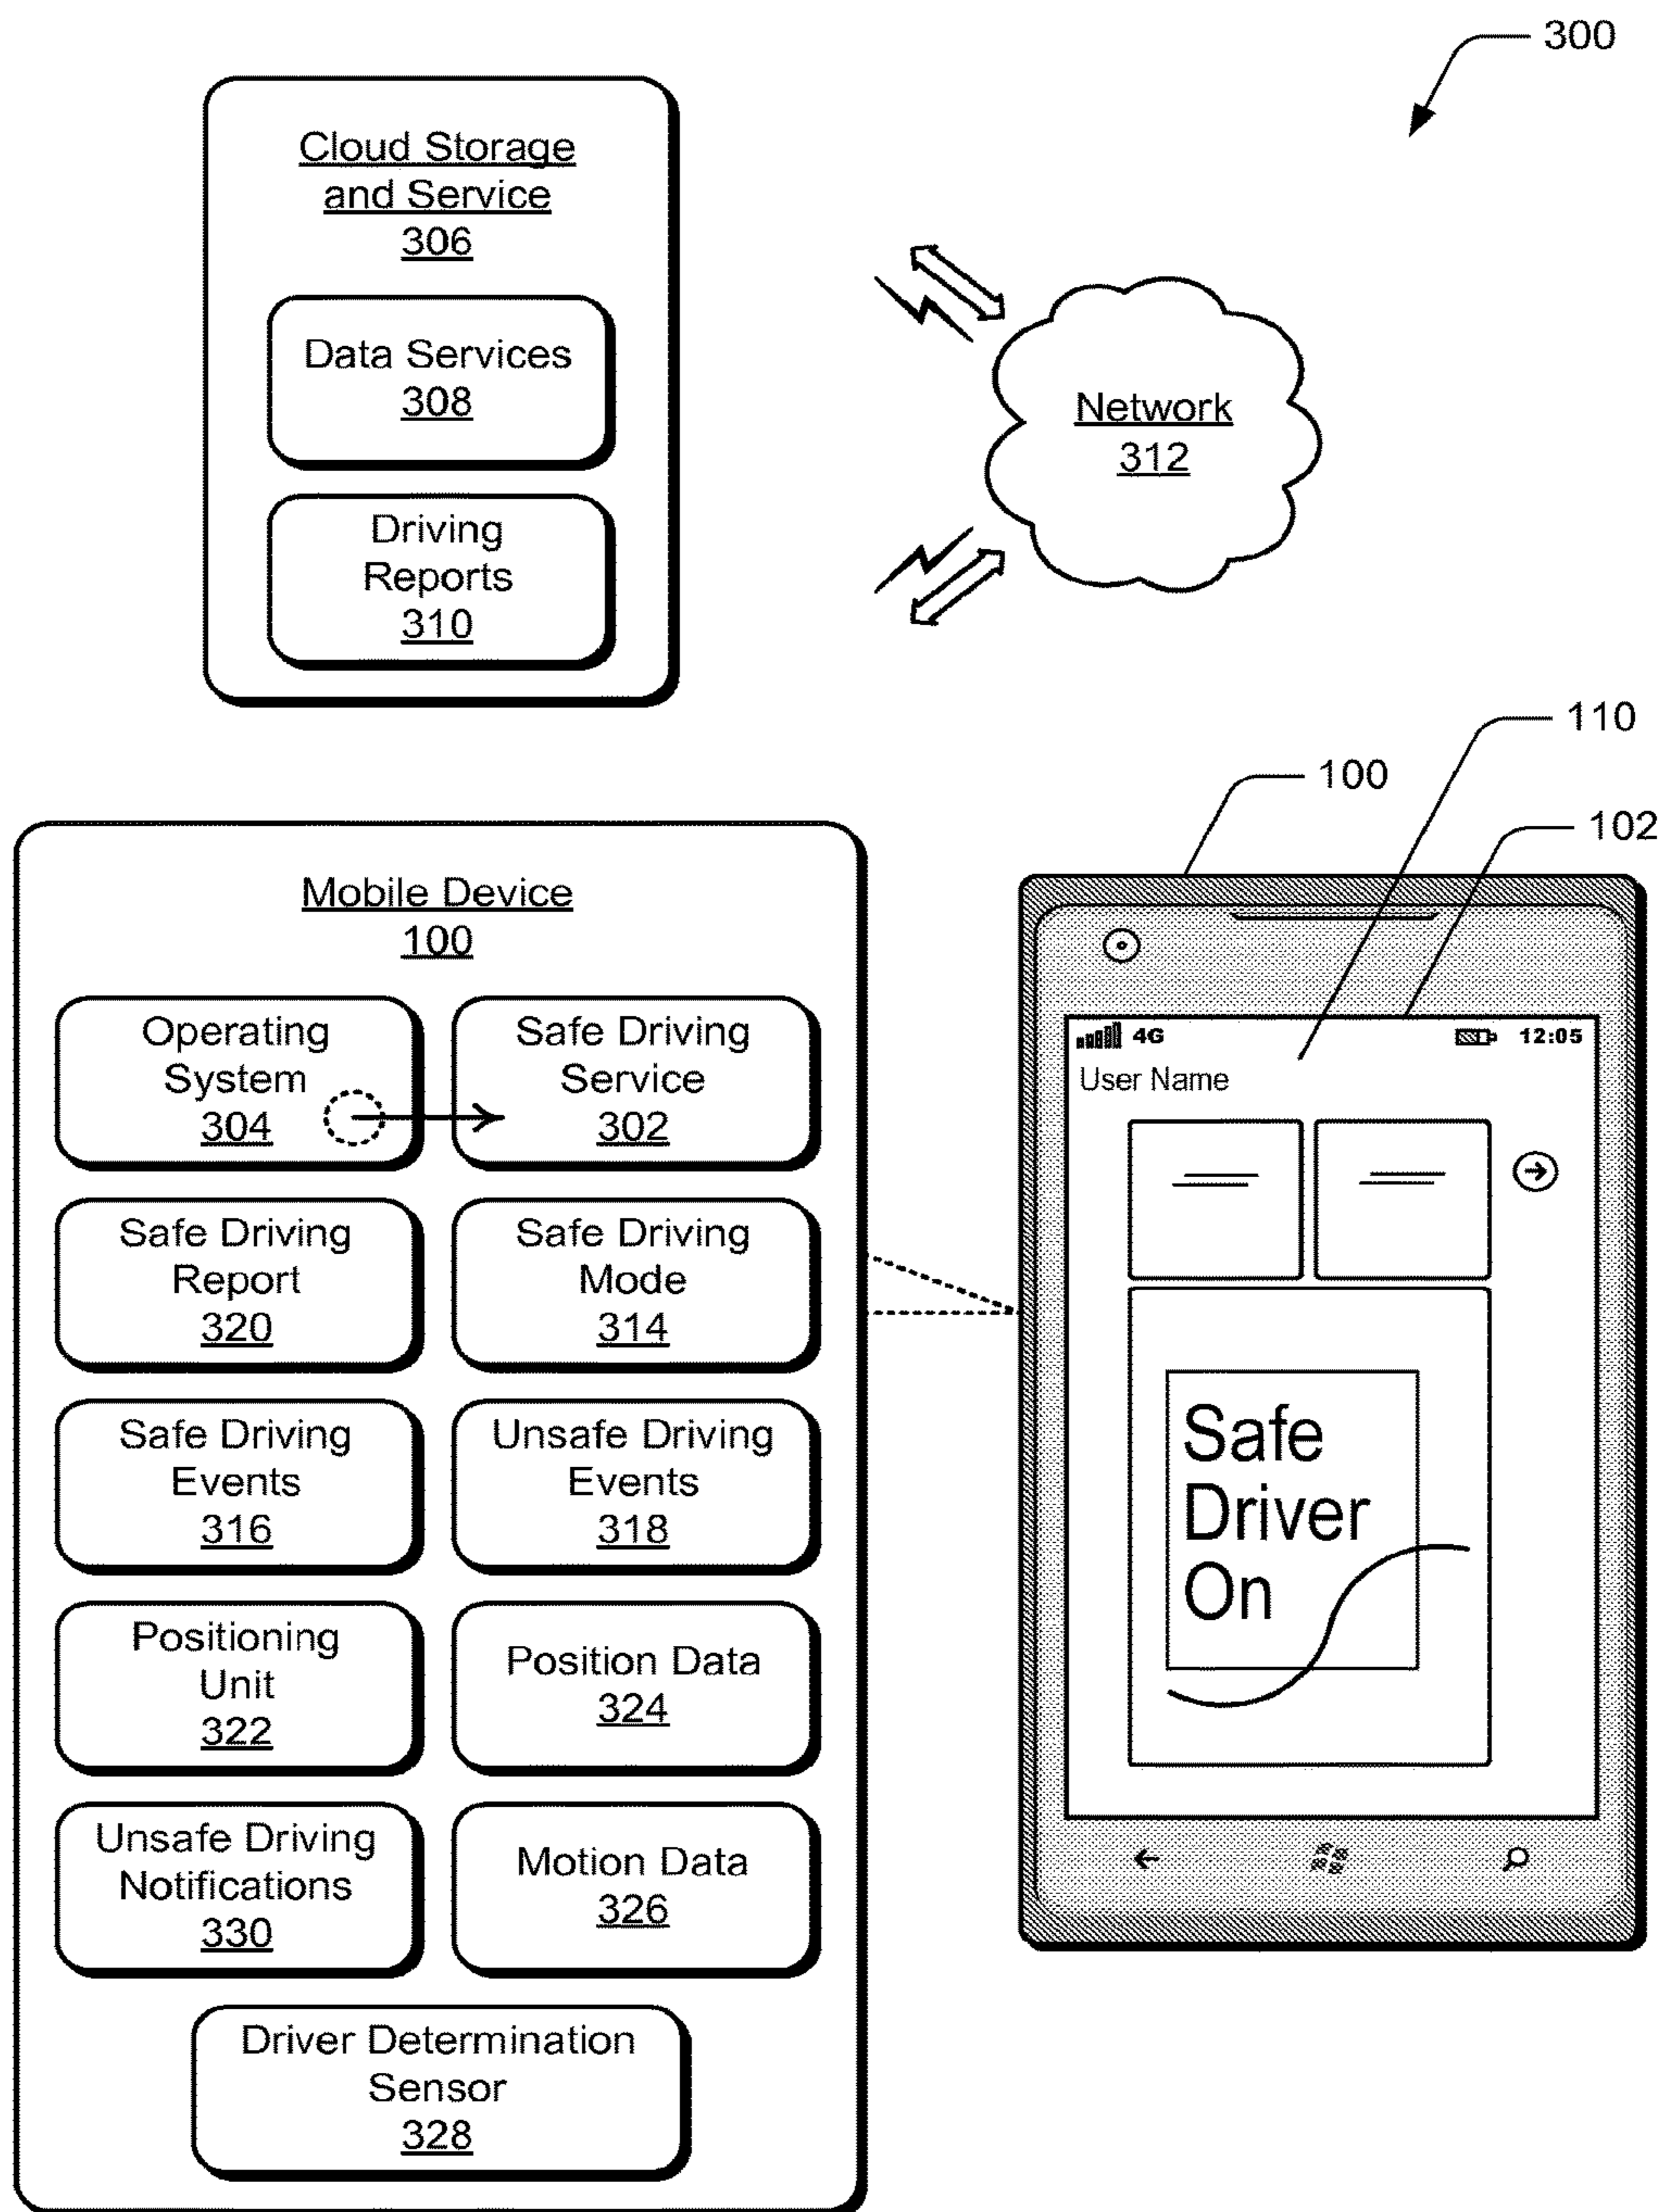 300
Cloud Storage
and Service
306
Data Services
308
Driving
Reports
310
Network
312
110
100
102
Mobile Device
100
Operating
System
304
Safe Driving
Service
302
Safe Driving
Report
320
Safe Driving
Mode
314
Safe Driving
Events
316
Unsafe Driving
Events
318
Positioning
Unit
322
Position Data
324
Unsafe Driving
Notifications
330
Motion Data
326
Driver Determination
Sensor
328
4G 12:05
User Name
Safe
Driver
On